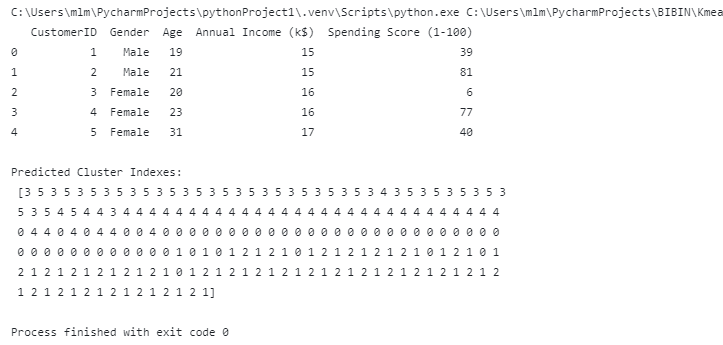 C:\Users\mlm\PycharmProjects\pythonProject1\.venv\Scripts\python.exe C:\Users\mlm\PycharmProjects\BIBIN\Kmea
CustomerID Gender Age Annual Income (k$) Spending Score (1-100)
0 1 Male 19 15 39
1 2 Male 21 15 81
2 3 Female 20 16 6
3 4 Female 23 16 77
4 5 Female 31 17 40
Predicted Cluster Indexes:
[3 5 3 5 3 5 3 5 3 5 3 5 3 5 3 5 3 5 3 5 3 5 3 5 3 5 3 4 3 5 3 5 3 5 3 5 3
5 3 5 4 5 4 4 3 4 4 4 4 4 4 4 4 4 4 4 4 4 4 4 4 4 4 4 4 4 4 4 4 4 4 4 4 4
0 4 4 0 4 0 4 4 0 0 4 0 0 0 0 0 0 0 0 0 0 0 0 0 0 0 0 0 0 0 0 0 0 0 0 0 0
0 0 0 0 0 0 0 0 0 0 0 0 1 0 1 0 1 2 1 2 1 0 1 2 1 2 1 2 1 2 1 0 1 2 1 0 1
2 1 2 1 2 1 2 1 2 1 2 1 0 1 2 1 2 1 2 1 2 1 2 1 2 1 2 1 2 1 2 1 2 1 2 1 2
1 2 1 2 1 2 1 2 1 2 1 2 1 2 1]
Process finished with exit code 0